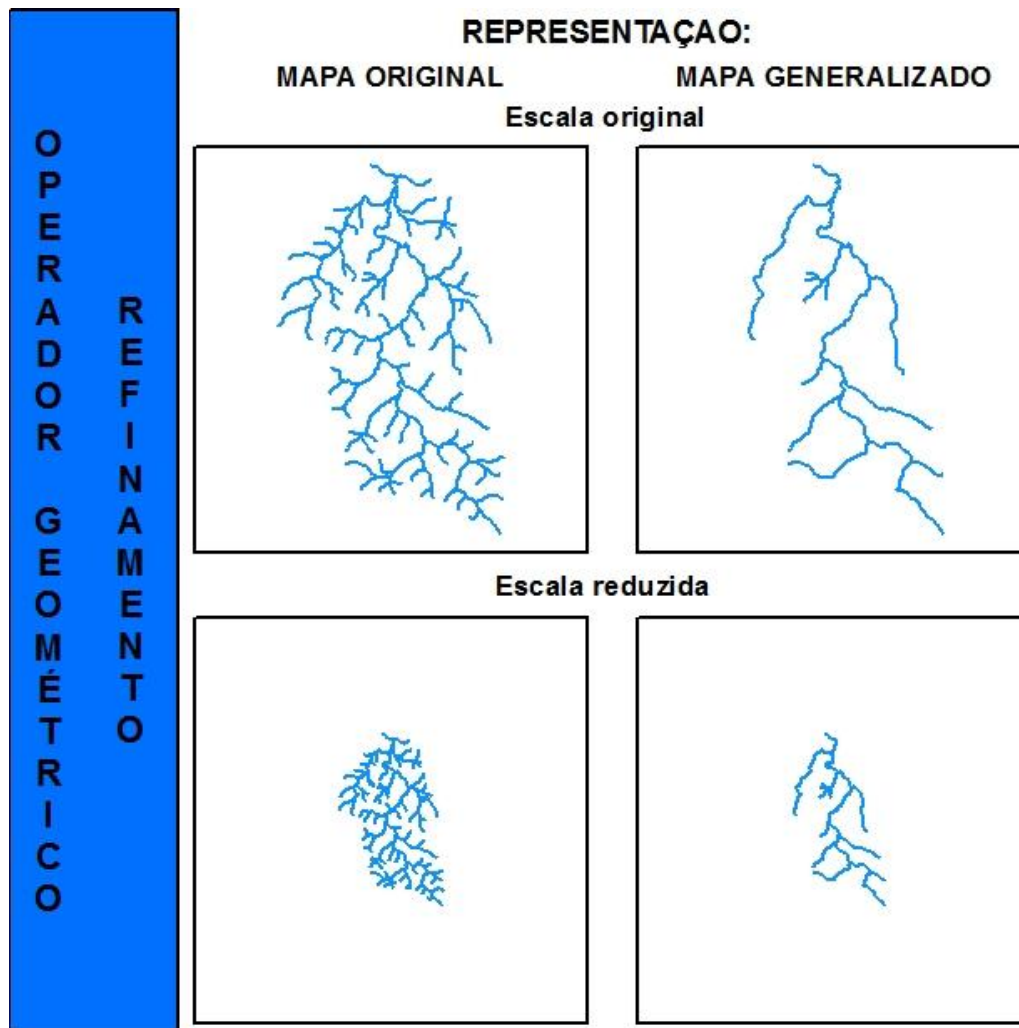 OPERADOR GEOMÉTRICO
REFINAMENTO
REPRESENTAÇAO:
MAPA ORIGINAL
MAPA GENERALIZADO
Escala original
Escala reduzida